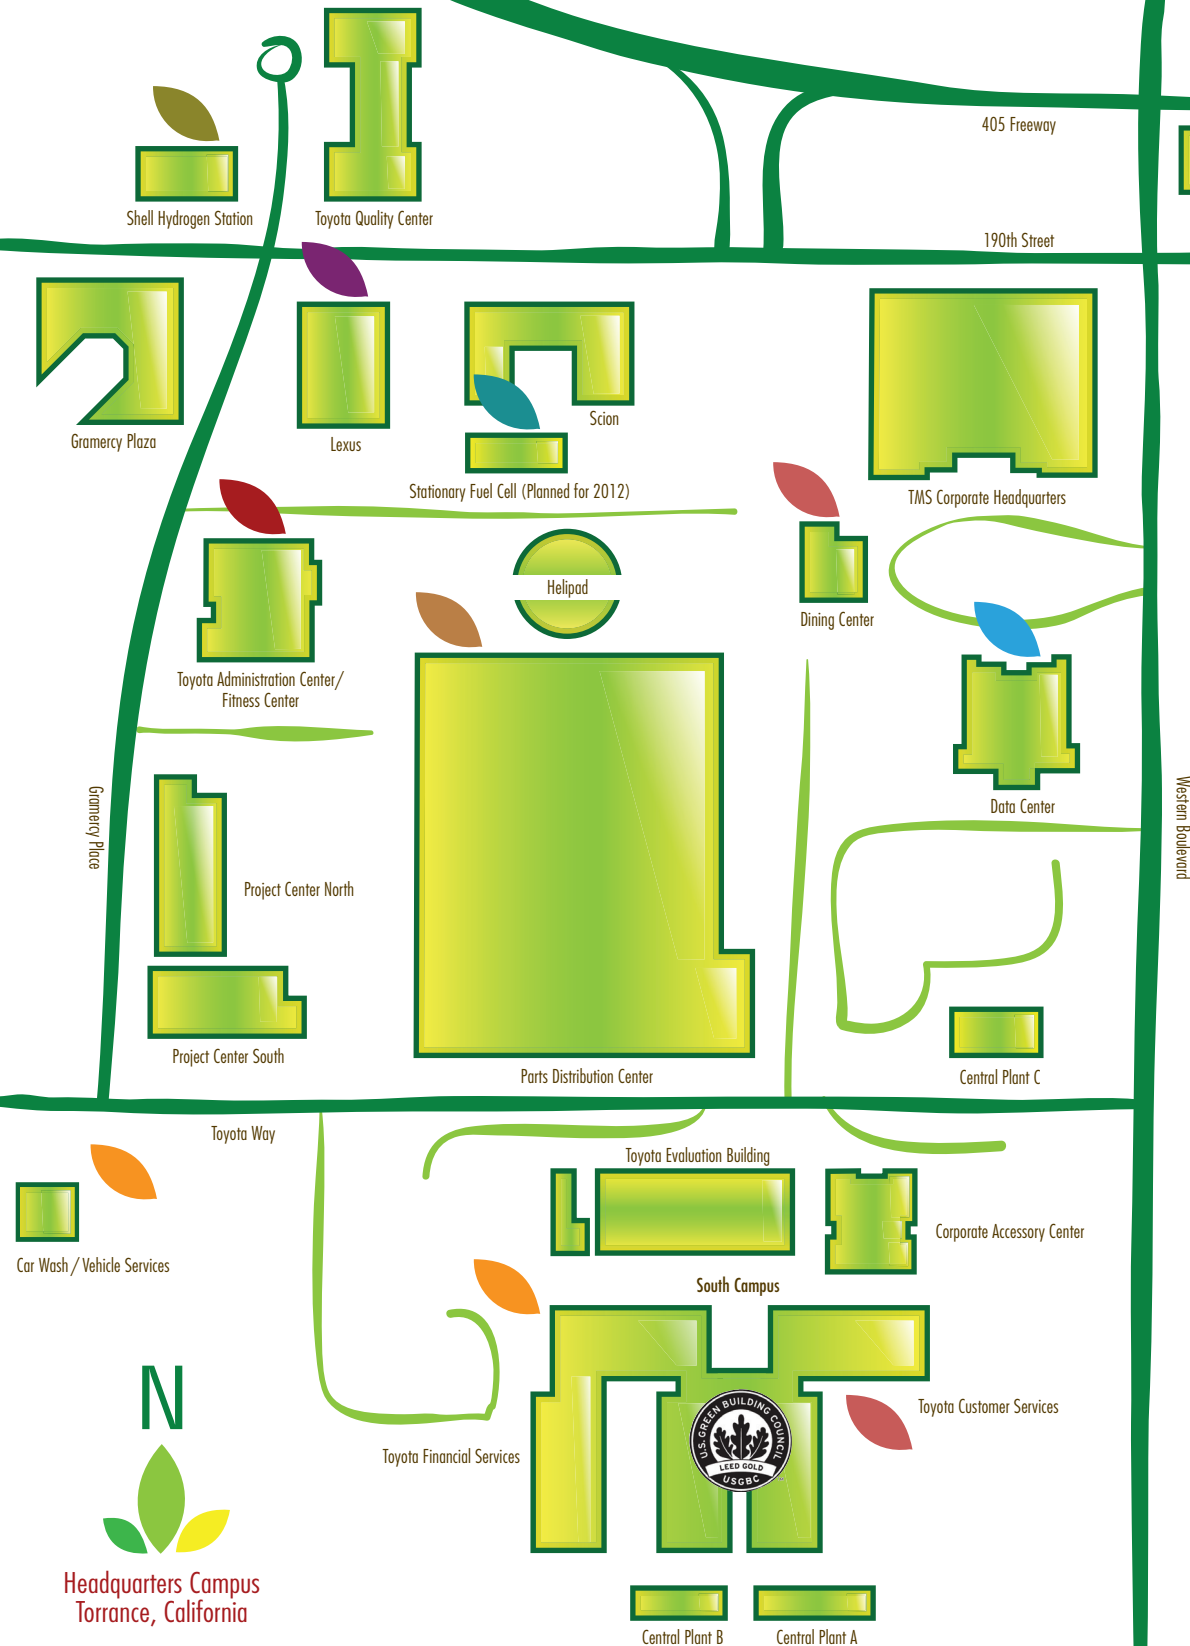 405 Freeway
Shell Hydrogen Station
Toyota Quality Center
190th Street
Gramercy Plaza
Lexus
Scion
Stationary Fuel Cell (Planned for 2012)
TMS Corporate Headquarters
Helipad
Dining Center
Toyota Administration Center/
Fitness Center
Gramercy Place
Data Center
Western Boulevard
Project Center North
Project Center South
Parts Distribution Center
Central Plant C
Toyota Way
Toyota Evaluation Building
Corporate Accessory Center
Car Wash/Vehicle Services
South Campus
Toyota Customer Services
U.S. GREEN BUILDING COUNCIL
LEED GOLD
USGBC
Toyota Financial Services
N
Headquarters Campus
Torrance, California
Central Plant B
Central Plant A